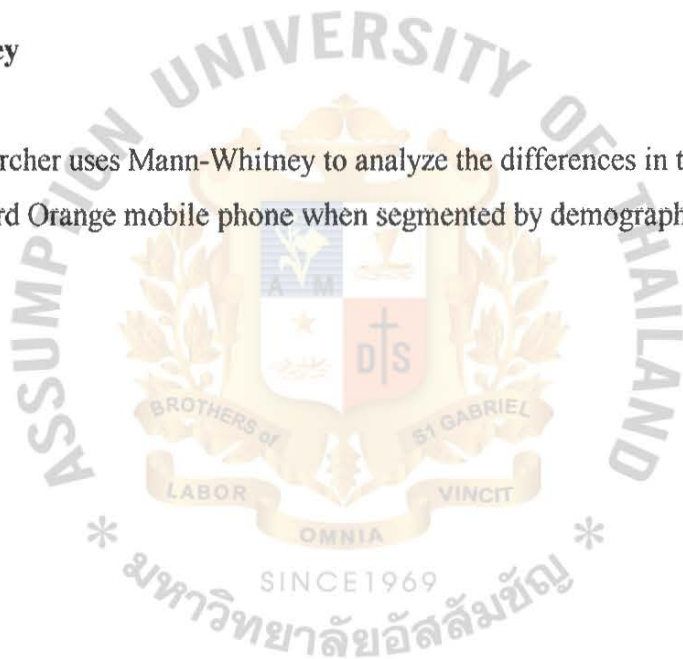 ey
rcher uses Mann-Whitney to analyze the differences in t
rd Orange mobile phone when segmented by demograph
ASSUMPTION UNIVERSITY OF THAILAND
A M
D S
BROTHERS of ST GABRIEL
LABOR
VINCIT
OMNIA
* SINCE1969 *
มหาวิทยาลัยอัสสัมชัญ